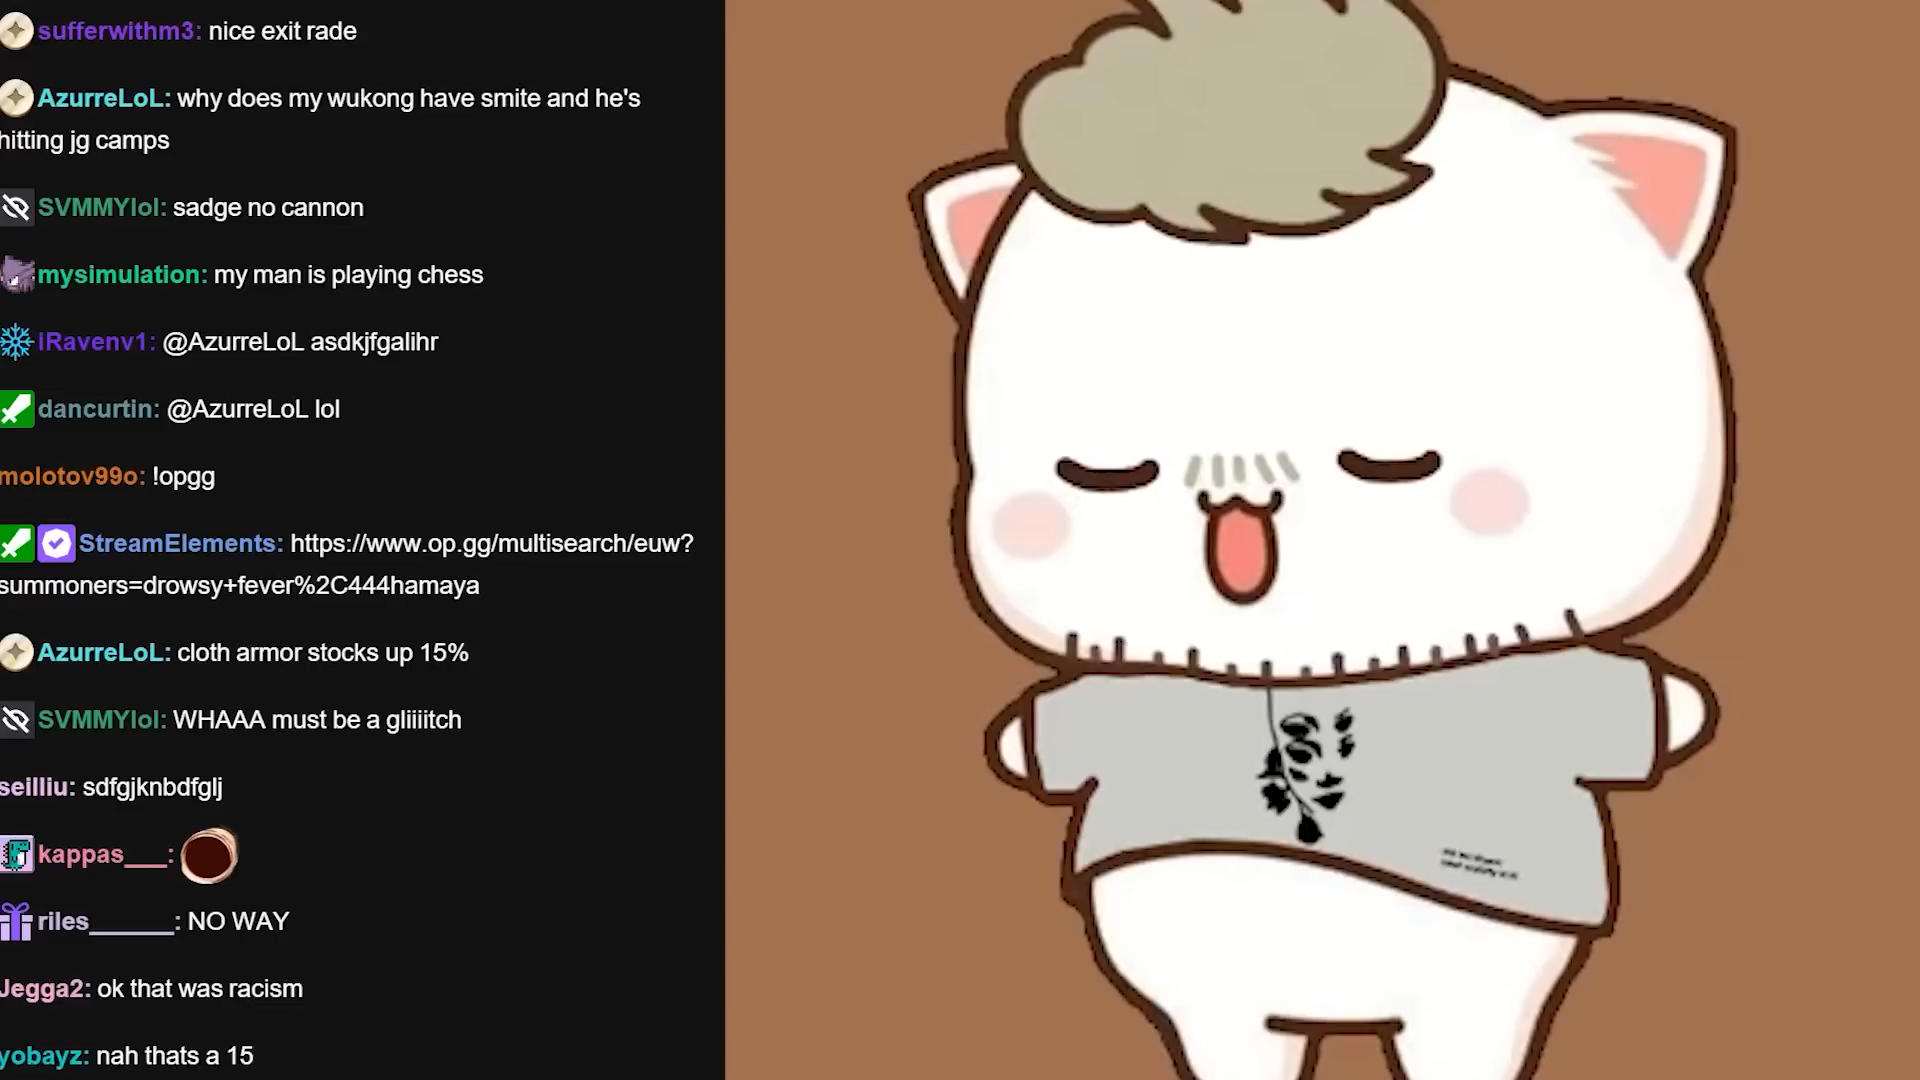 sufferwithm3: nice exit rade
AzurreLoL: why does my wukong have smite and he's
hitting jg camps
SVMMYlol: sadge no cannon
mysimulation: my man is playing chess
IRavenv1: @AzurreLoL asdkjfgalihr
dancurtin: @AzurreLoL lol
molotov99o: !opgg
StreamElements: https://www.op.gg/multisearch/euw?
summoners=drowsy+fever%2C444hamaya
AzurreLoL: cloth armor stocks up 15%
SVMMYlol: WHAAA must be a gliiiitch
seilliu: sdfgjknbdfglj
kappas___:
riles______: NO WAY
Jegga2: ok that was racism
yobayz: nah thats a 15